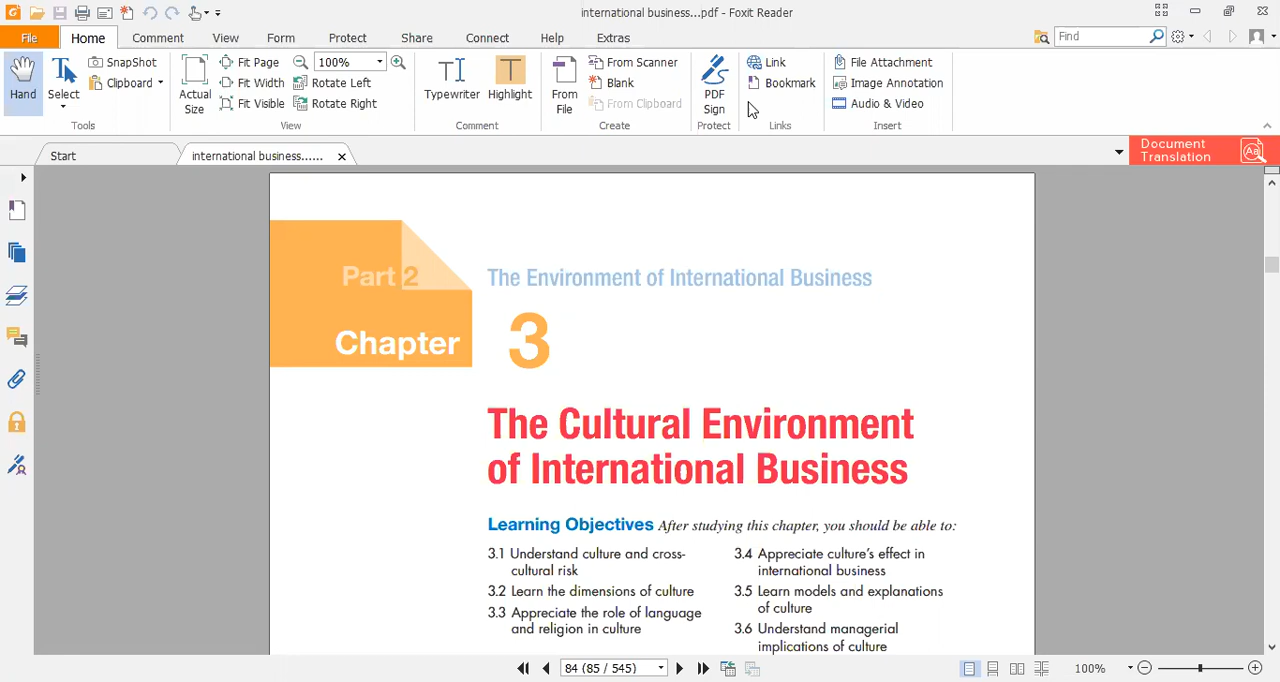 international business...pdf - Foxit Reader
File Home Comment View Form Protect Share Connect Help Extras Find
Hand
Select
SnapShot
Clipboard
Tools
Actual Size
Fit Page
Fit Width
Fit Visible
100%
Rotate Left
Rotate Right
View
Typewriter
Highlight
Comment
From File
From Scanner
Blank
From Clipboard
Create
PDF Sign
Protect
Link
Bookmark
Links
File Attachment
Image Annotation
Audio & Video
Insert
Start
international business......
Document
Translation
Part 2
The Environment of International Business
Chapter 3
The Cultural Environment
of International Business
Learning Objectives After studying this chapter, you should be able to:
3.1 Understand culture and cross-
cultural risk
3.2 Learn the dimensions of culture
3.3 Appreciate the role of language
and religion in culture
3.4 Appreciate culture's effect in
international business
3.5 Learn models and explanations
of culture
3.6 Understand managerial
implications of culture
84 (85 / 545)
100%